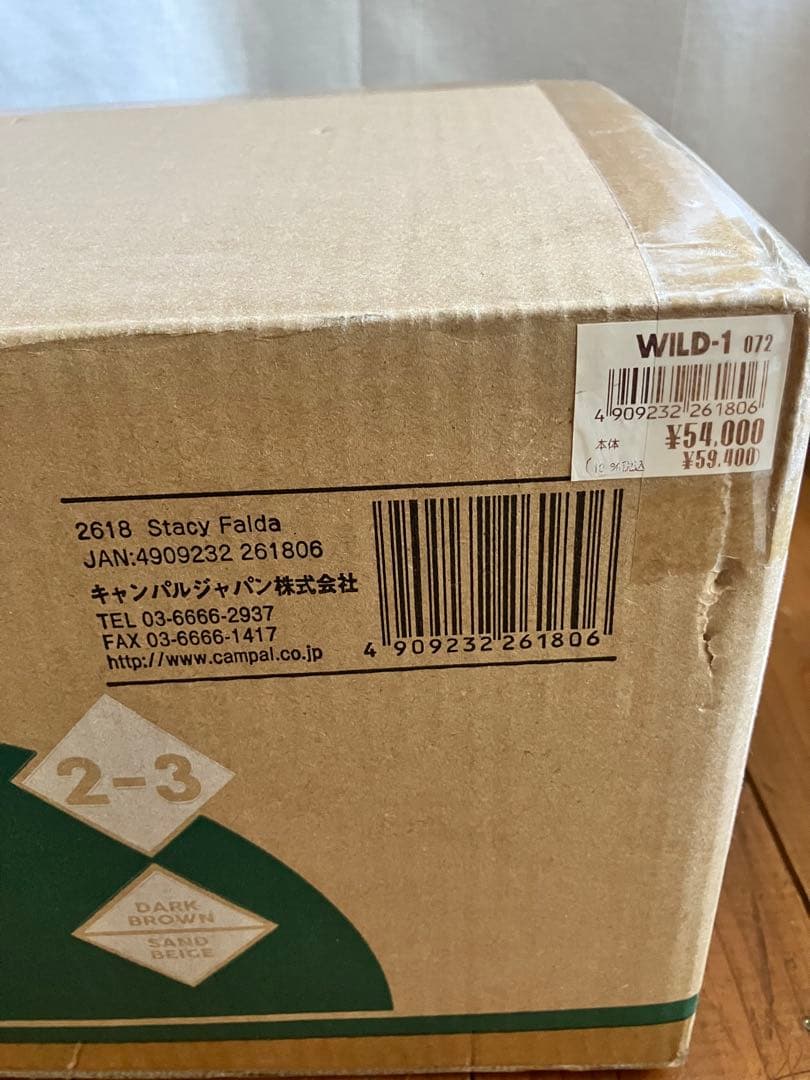 WILD-1 072
4 909232 261806
本体 ¥54,000
¥59,400)
2618 Stacy Falda
JAN:4909232 261806
キャンパルジャパン株式会社
TEL 03-6666-2937
FAX 03-6666-1417
http://www.campal.co.jp
4 909232 261806
2-3
DARK
BROWN
SAND
BEIGE